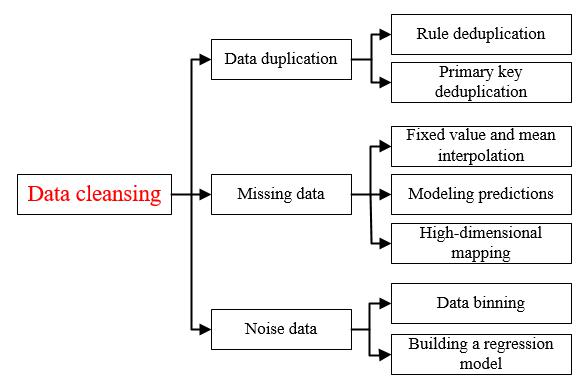 Rule deduplication
Data duplication
Primary key
deduplication
Fixed value and mean
interpolation
Data cleansing
Missing data
Modeling predictions
High-dimensional
mapping
Data binning
Noise data
Building a regression
model